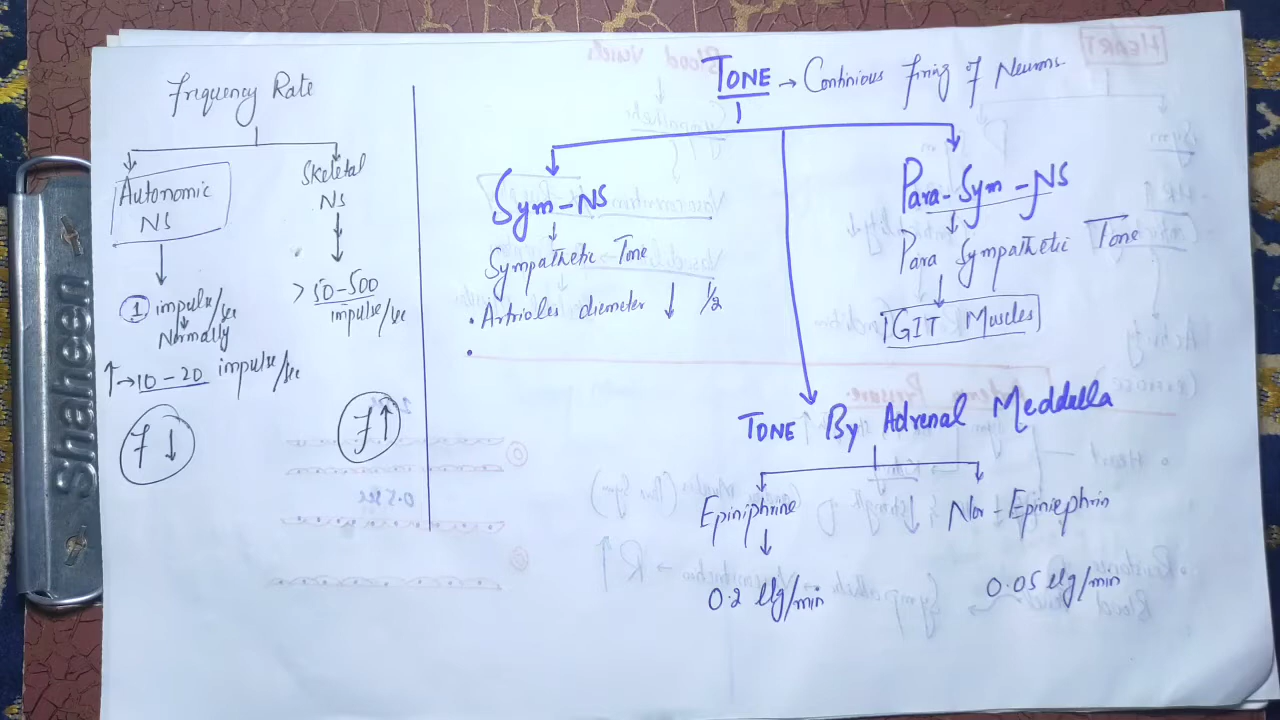 Frequency Rate
Autonomic
NS
Skeletal
NS
1 impulse/sec
Normally
↑→10-20 impulse/sec
F↓
> 50-500
impulse/sec
F↑
TONE → Continious firing of Neurons
Sym-NS
Sympathetic Tone
• Artrioles diemeter ↓ 1/2
•
Para-Sym-NS
Para Sympathetic Tone
GIT Muscles
TONE By Adrenal Meddulla
Epiniphrine
0.2 Ug/min
Nor-Epiniephrin
0.05 Ug/min
Shaheen